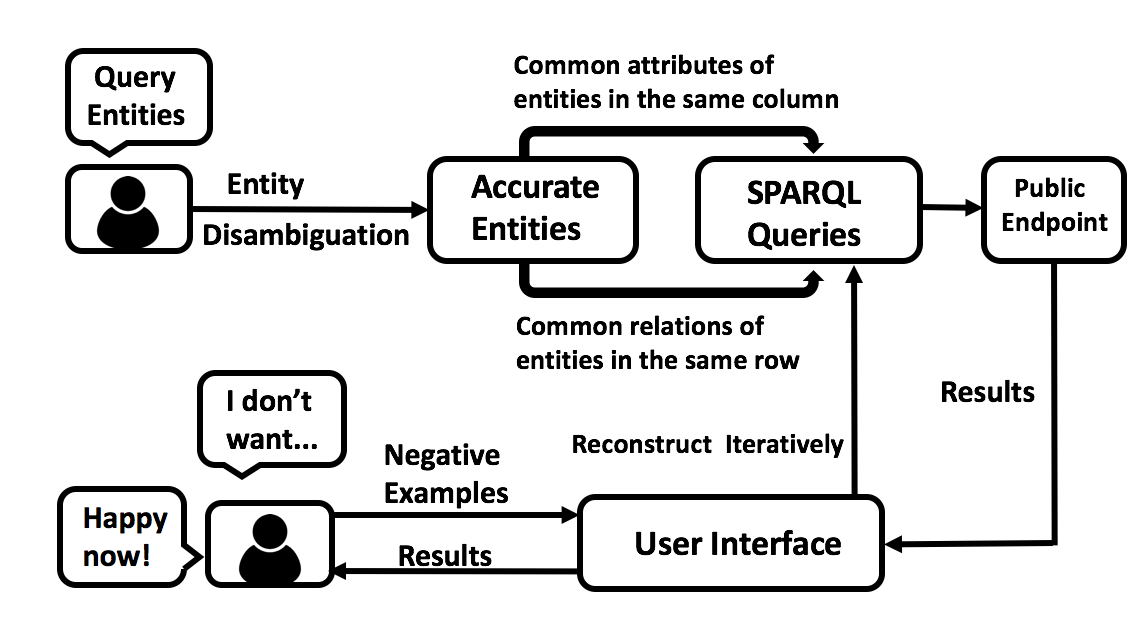 Query
Entities
Common attributes of
entities in the same column
Entity
Disambiguation
Accurate
Entities
SPARQL
Queries
Public
Endpoint
Common relations of
entities in the same row
Results
I don't
want...
Negative
Examples
Reconstruct Iteratively
Happy
now!
Results
User Interface